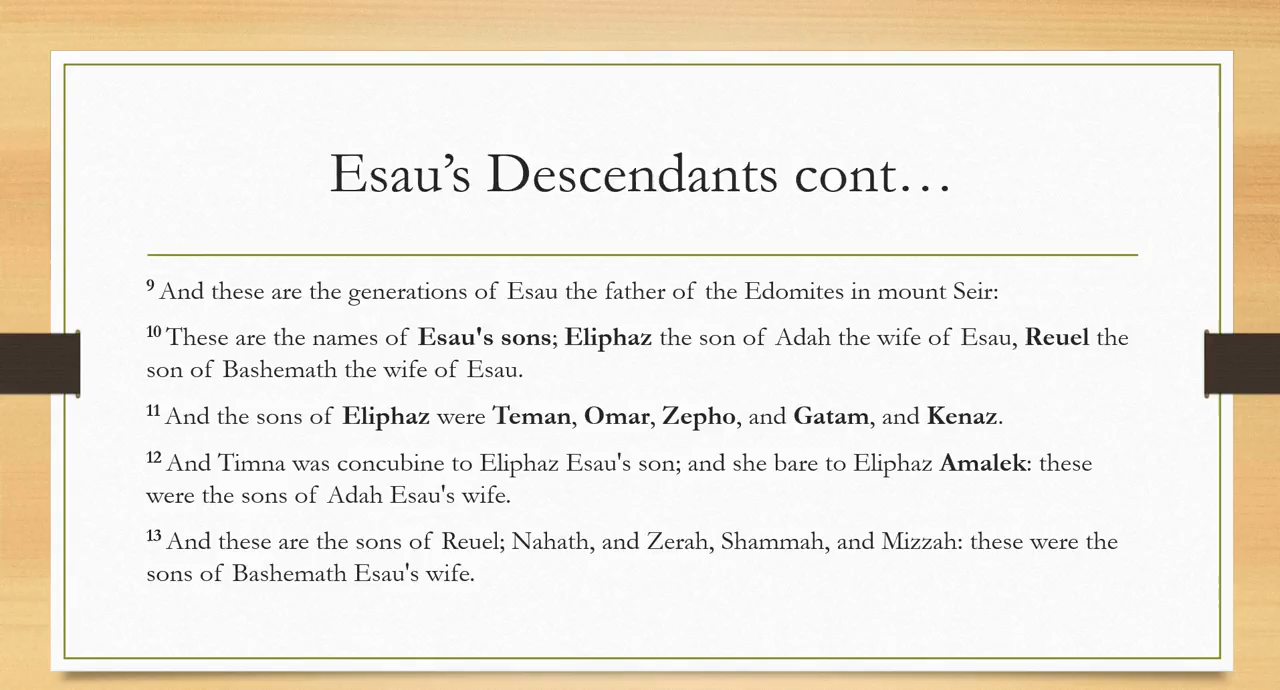 Esau’s Descendants cont…
9 And these are the generations of Esau the father of the Edomites in mount Seir:
10 These are the names of Esau's sons; Eliphaz the son of Adah the wife of Esau, Reuel the
son of Bashemath the wife of Esau.
11 And the sons of Eliphaz were Teman, Omar, Zepho, and Gatam, and Kenaz.
12 And Timna was concubine to Eliphaz Esau's son; and she bare to Eliphaz Amalek: these
were the sons of Adah Esau's wife.
13 And these are the sons of Reuel; Nahath, and Zerah, Shammah, and Mizzah: these were the
sons of Bashemath Esau's wife.